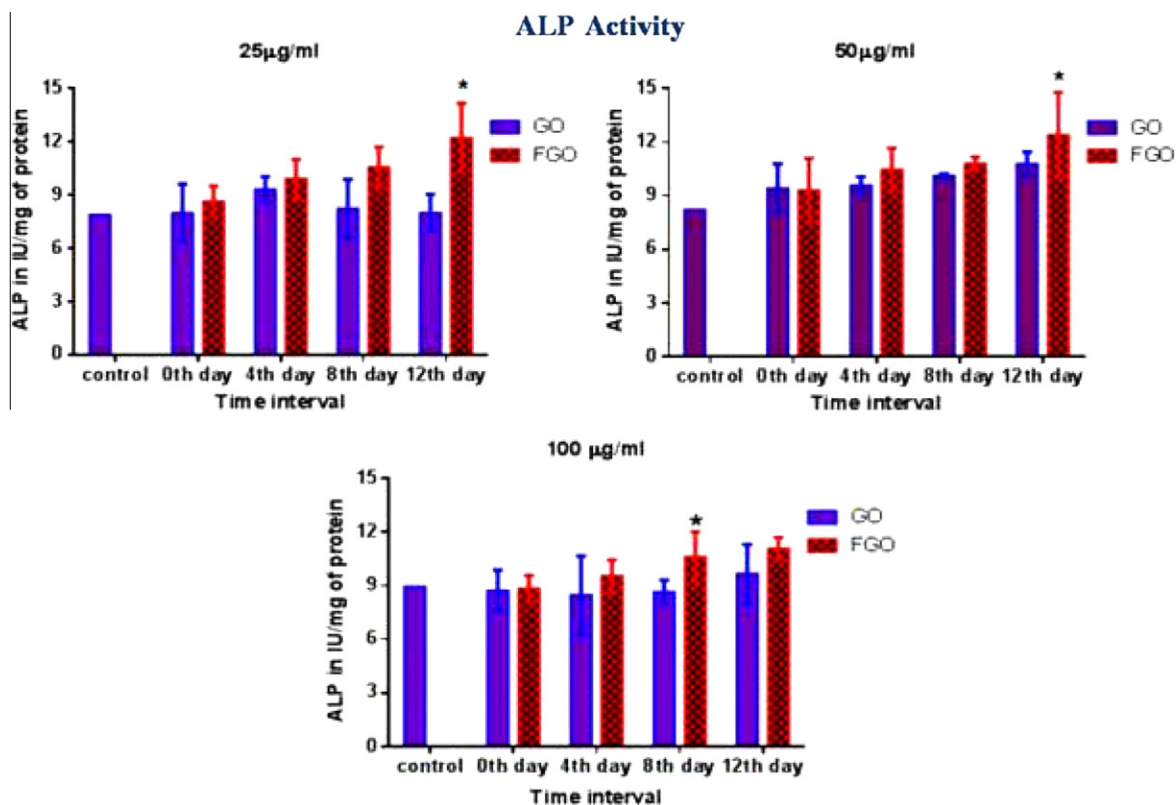 ALP Activity
25μg/ml
15
12
9
6
3
0
ALP in IU/mg of protein
*
GO
FGO
control 0th day 4th day 8th day 12th day
Time interval
50μg/ml
15
12
9
6
3
0
ALP in IU/mg of protein
*
GO
FGO
control 0th day 4th day 8th day 12th day
Time interval
100 μg/ml
15
12
9
6
3
0
ALP in IU/mg of protein
*
GO
FGO
control 0th day 4th day 8th day 12th day
Time interval